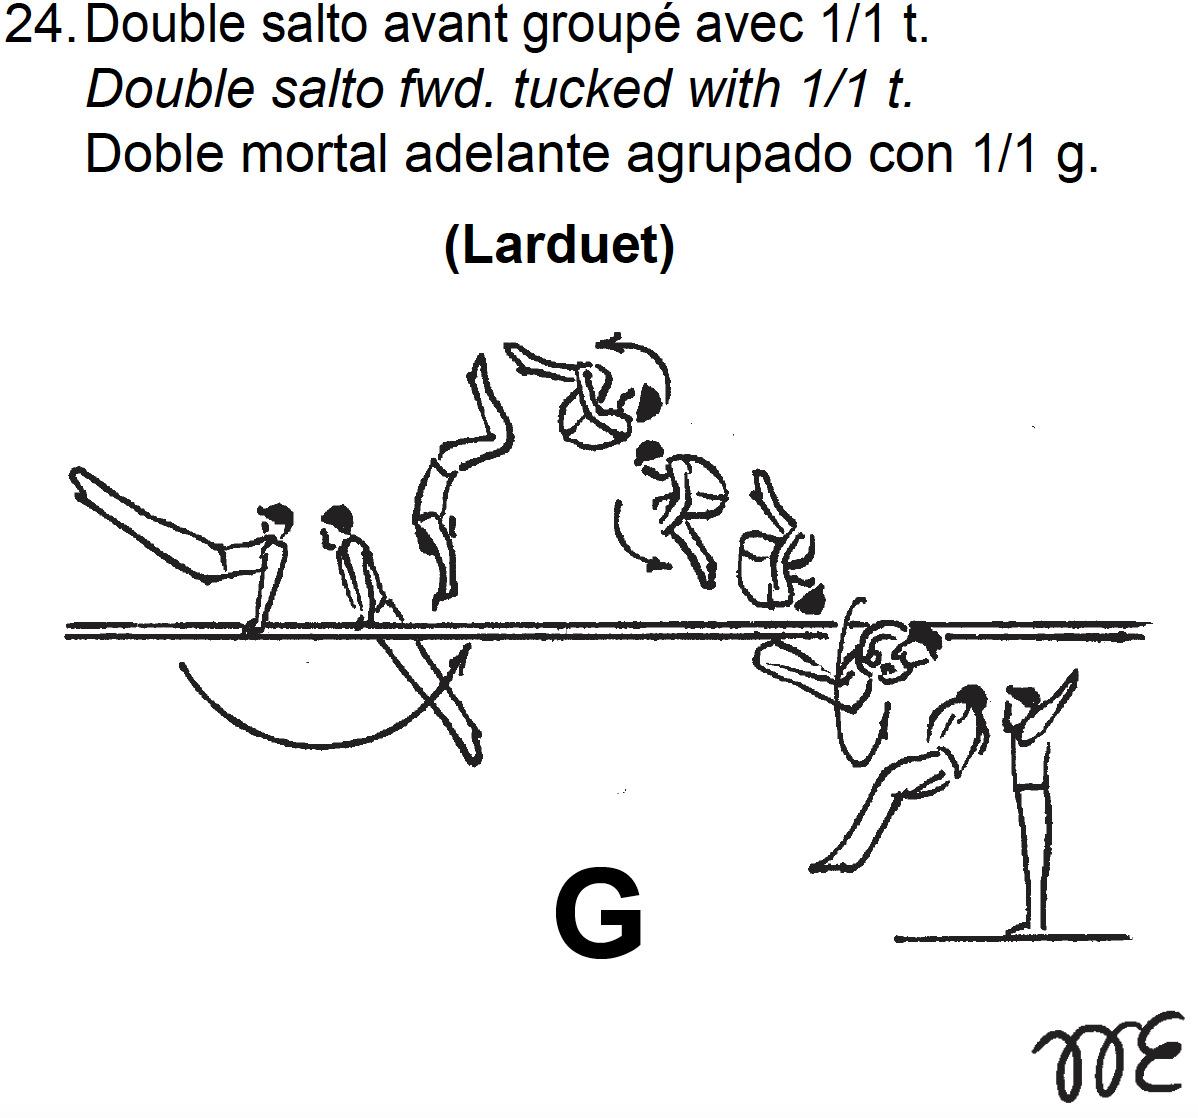 24. Double salto avant groupé avec 1/1 t.
Double salto fwd. tucked with 1/1 t.
Doble mortal adelante agrupado con 1/1 g.
(Larduet)
G